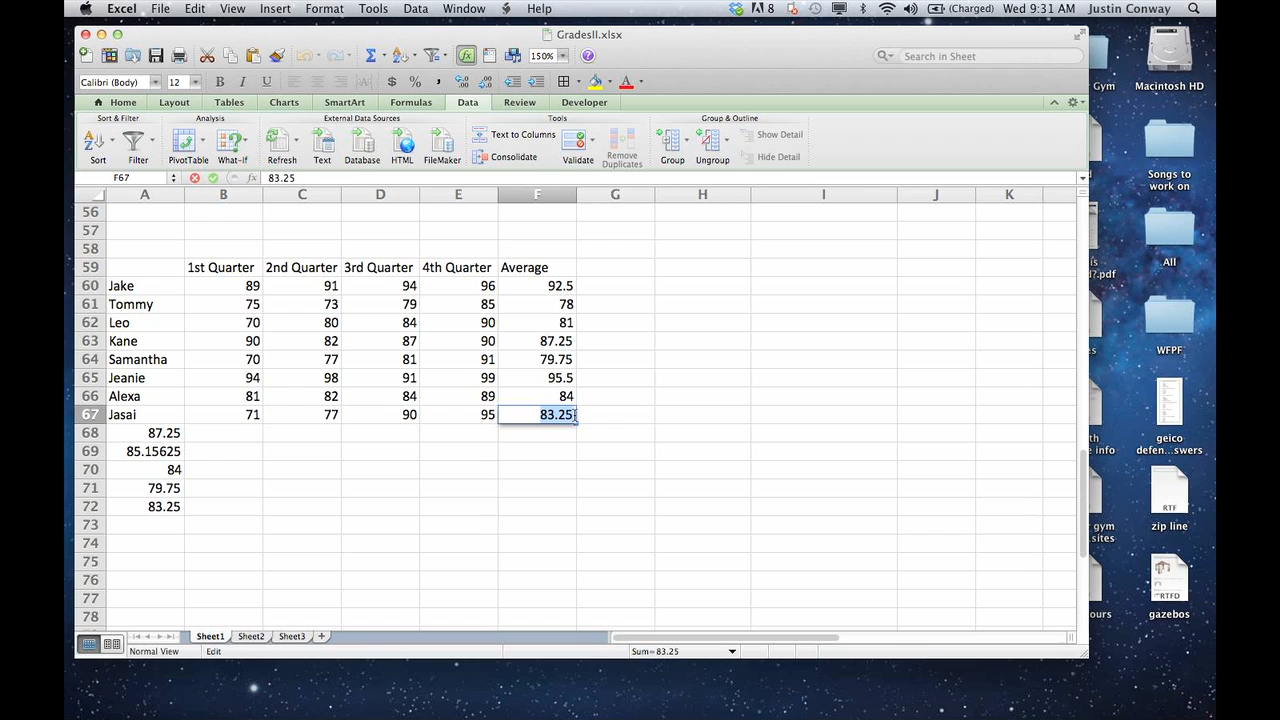 Excel File Edit View Insert Format Tools Data Window Help 8 (Charged) Wed 9:31 AM Justin Conway
GradesII.xlsx
150% Search in Sheet
Calibri (Body) 12 B I U $ %
Home Layout Tables Charts SmartArt Formulas Data Review Developer
Sort & Filter Analysis External Data Sources Tools Group & Outline
Sort Filter PivotTable What-If Refresh Text Database HTML FileMaker Text to Columns Consolidate Validate Remove Duplicates Group Ungroup Show Detail Hide Detail
F67 fx 83.25
A B C D E F G H I J K
56
57
58
59 1st Quarter 2nd Quarter 3rd Quarter 4th Quarter Average
60 Jake 89 91 94 96 92.5
61 Tommy 75 73 79 85 78
62 Leo 70 80 84 90 81
63 Kane 90 82 87 90 87.25
64 Samantha 70 77 81 91 79.75
65 Jeanie 94 98 91 99 95.5
66 Alexa 81 82 84 89 84
67 Jasai 71 77 90 95 83.25
68 87.25
69 85.15625
70 84
71 79.75
72 83.25
73
74
75
76
77
78
Sheet1 Sheet2 Sheet3 +
Normal View Edit Sum=83.25
Gym Macintosh HD
Songs to
work on
is
d?.pdf All
WFPF
geico
info defen...swers
RTF
gym zip line
.sites
RTFD
ours gazebos